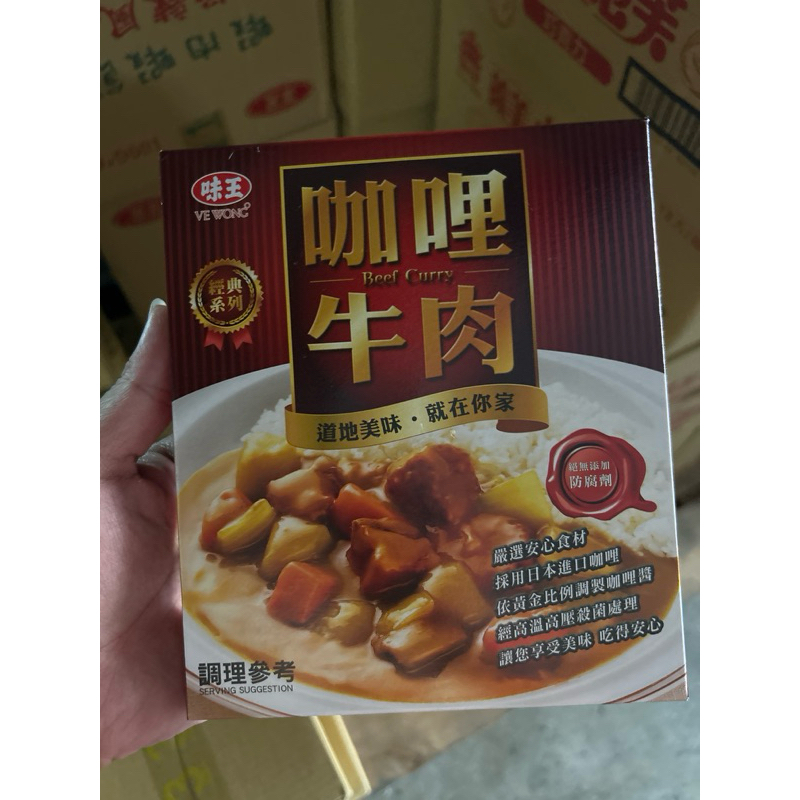 味王
VE WONG
經典
系列
咖哩
Beef Curry
牛肉
道地美味・就在你家
絕無添加
防腐劑
嚴選安心食材
採用日本進口咖哩
依黃金比例調製咖哩醬
經高溫高壓殺菌處理
讓您享受美味 吃得安心
調理參考
SERVING SUGGESTION